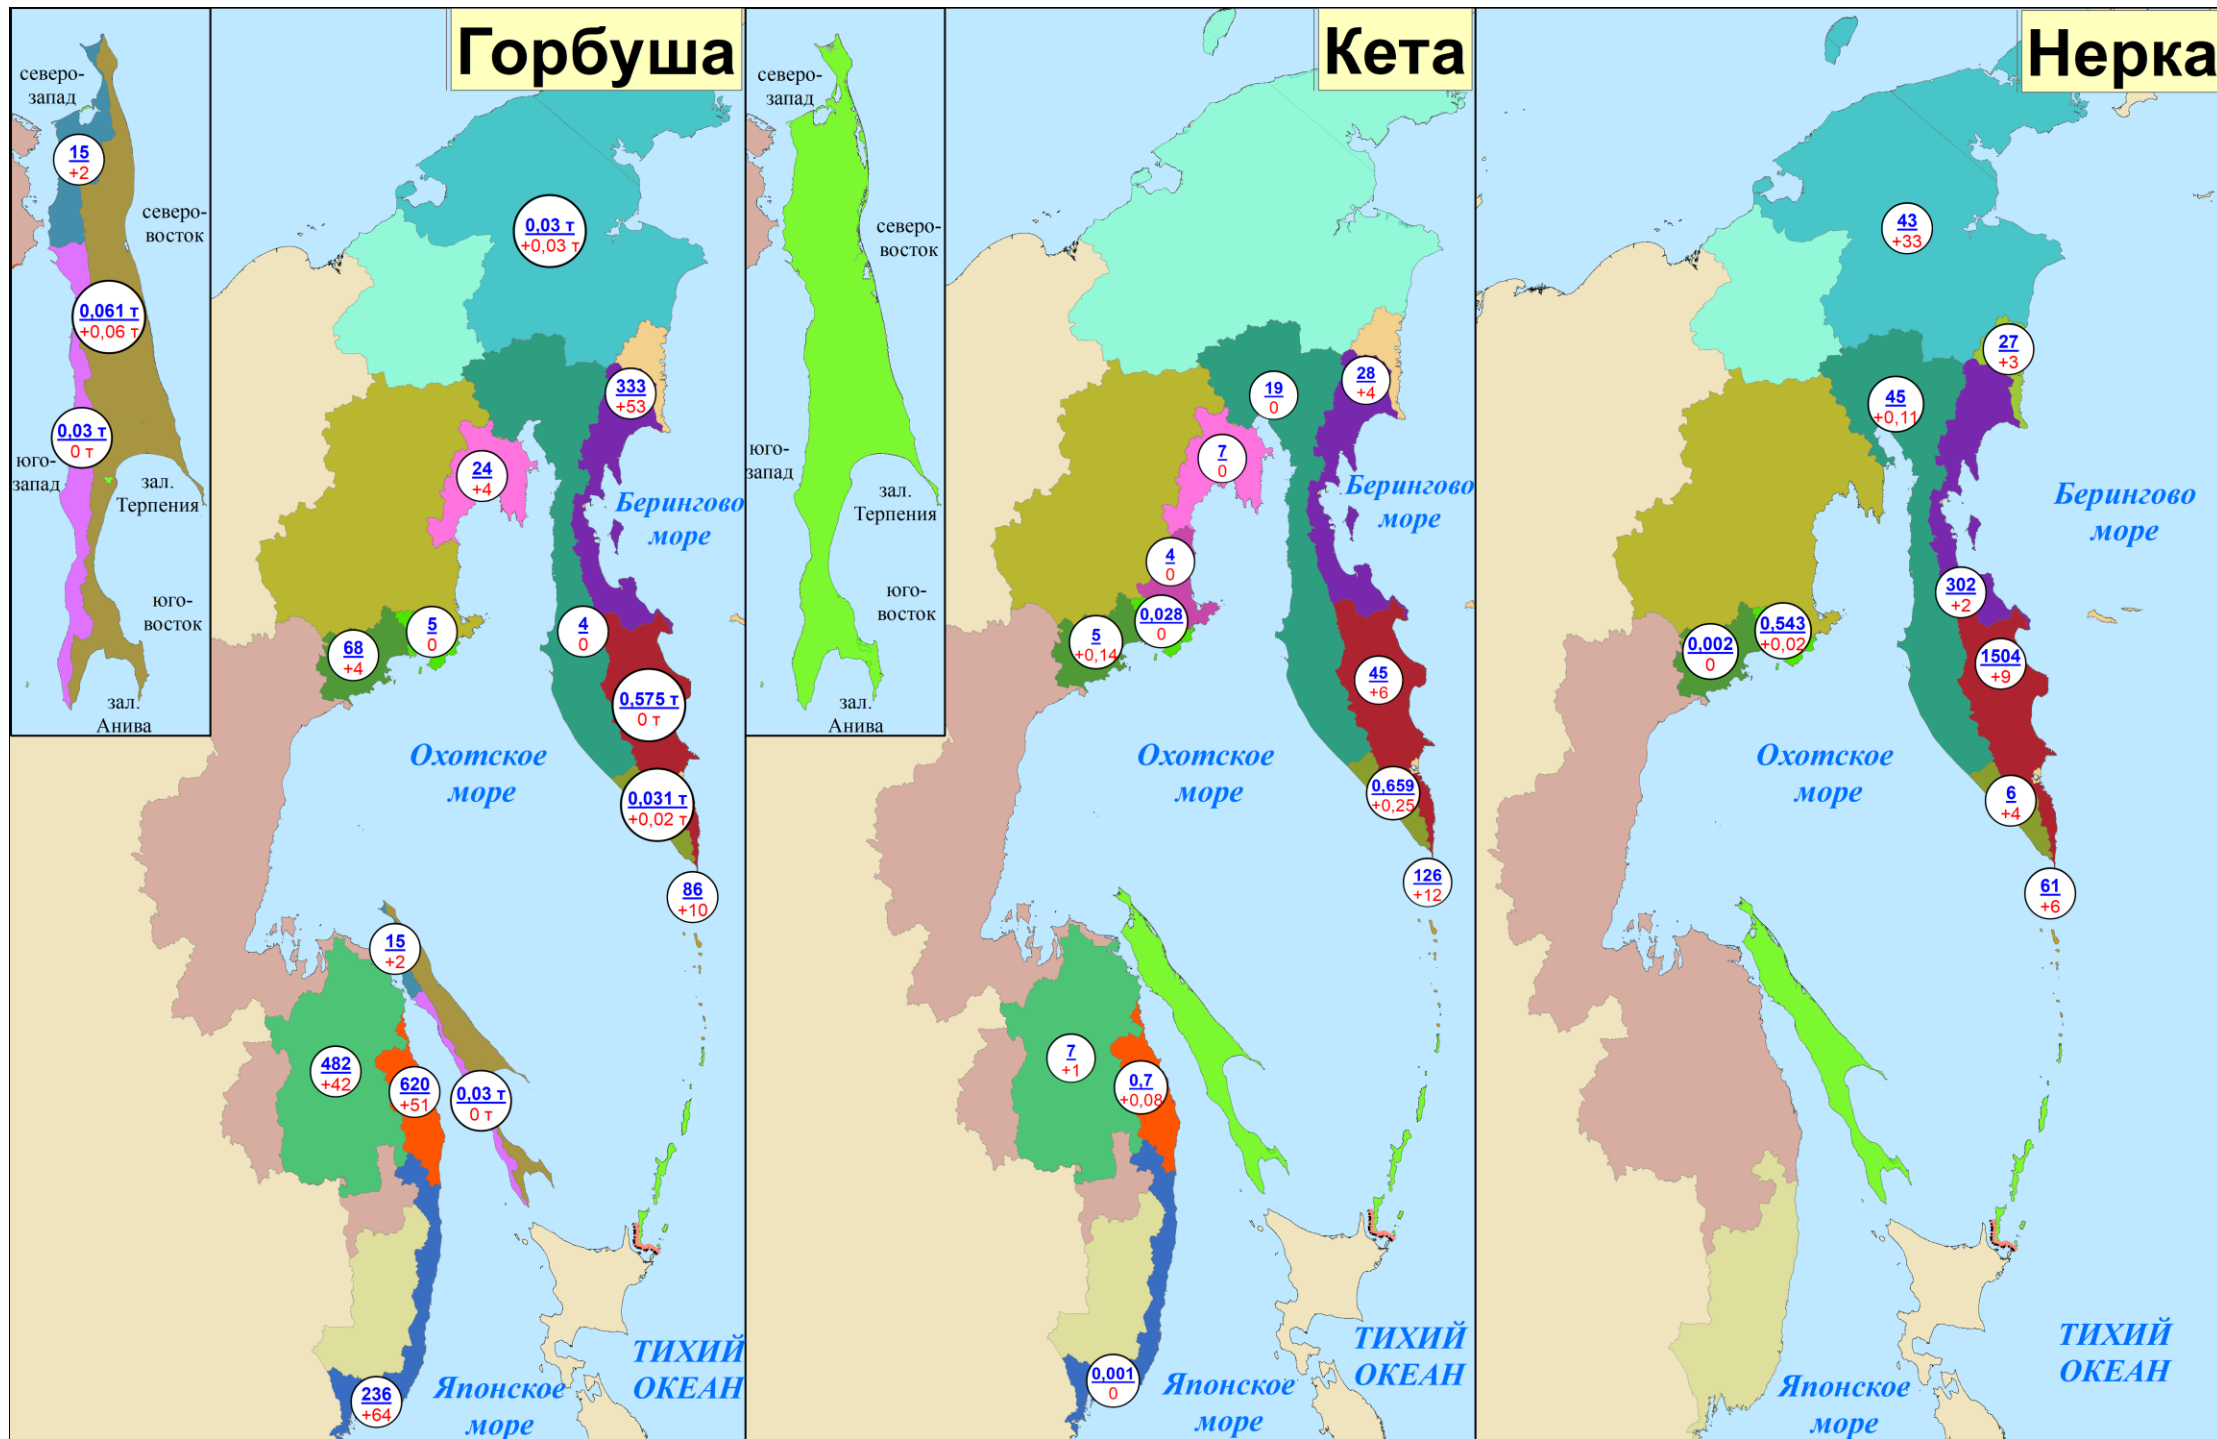 Горбуша
северо-
запад
15
+2
северо-
восток
0,061 т
+0,06 т
0,03 т
0 т
юго-
запад
зал.
Терпения
юго-
восток
зал.
Анива
0,03 т
+0,03 т
333
+53
24
+4
Берингово
море
5
0
68
+4
4
0
0,575 т
0 т
Охотское
море
0,031 т
+0,02 т
86
+10
15
+2
482
+42
620
+51
0,03 т
0 т
ТИХИЙ
ОКЕАН
Японское
море
236
+64
Кета
северо-
запад
северо-
восток
юго-
запад
зал.
Терпения
юго-
восток
зал.
Анива
28
+4
19
0
7
0
Берингово
море
4
0
0,028
0
5
+0,14
45
+6
Охотское
море
0,659
+0,25
126
+12
7
+1
0,7
+0,08
ТИХИЙ
ОКЕАН
0,001
0
Японское
море
Нерка
43
+33
27
+3
45
+0,11
Берингово
море
302
+2
0,543
+0,02
0,002
0
1504
+9
Охотское
море
6
+4
61
+6
ТИХИЙ
ОКЕАН
Японское
море